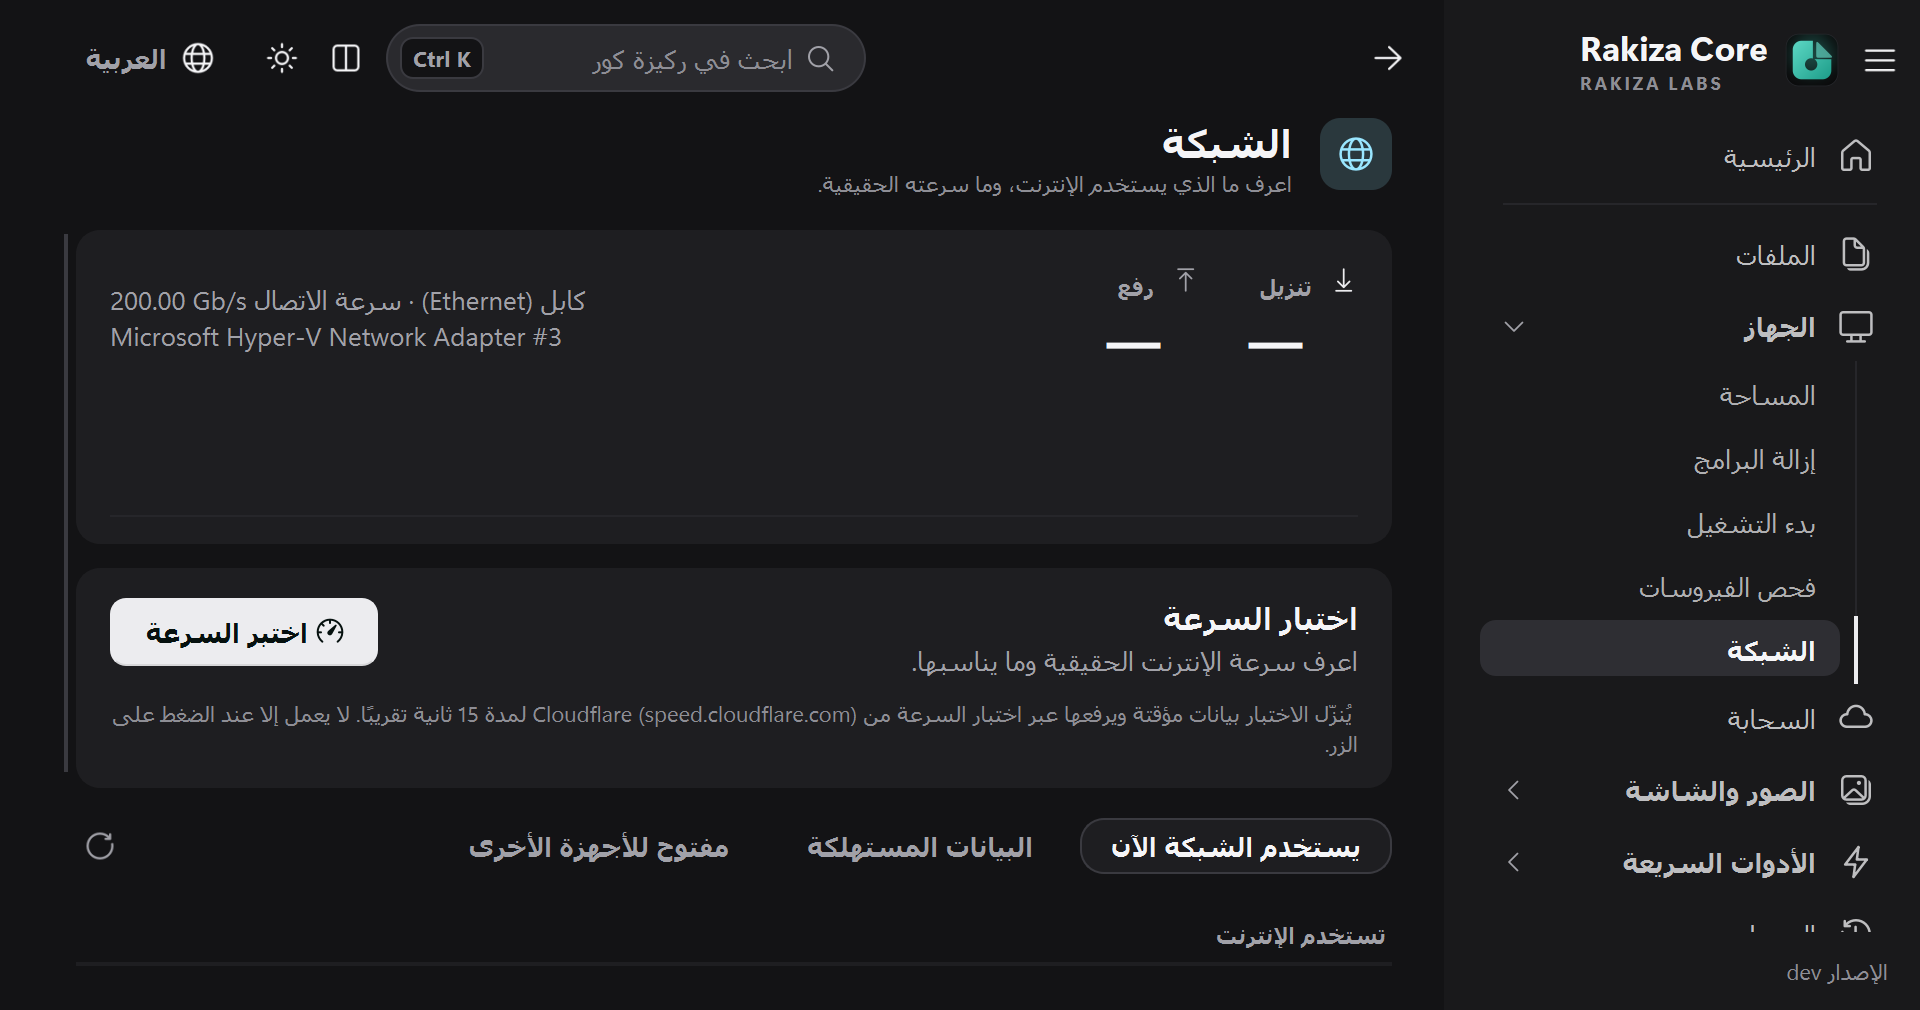 Rakiza Core
RAKIZA LABS
الرئيسية
الملفات
الجهاز
المساحة
إزالة البرامج
بدء التشغيل
فحص الفيروسات
الشبكة
السحابة
الصور والشاشة
الأدوات السريعة
الإصدار dev
ابحث في ركيزة كور
Ctrl K
العربية
الشبكة
اعرف ما الذي يستخدم الإنترنت، وما سرعته الحقيقية.
تنزيل
—
رفع
—
كابل (Ethernet) · سرعة الاتصال 200.00 Gb/s
Microsoft Hyper-V Network Adapter #3
اختبار السرعة
اعرف سرعة الإنترنت الحقيقية وما يناسبها.
اختبر السرعة
يُنزّل الاختبار بيانات مؤقتة ويرفعها عبر اختبار السرعة من Cloudflare (speed.cloudflare.com) لمدة 15 ثانية تقريبًا. لا يعمل إلا عند الضغط على
الزر.
يستخدم الشبكة الآن
البيانات المستهلكة
مفتوح للأجهزة الأخرى
تستخدم الإنترنت